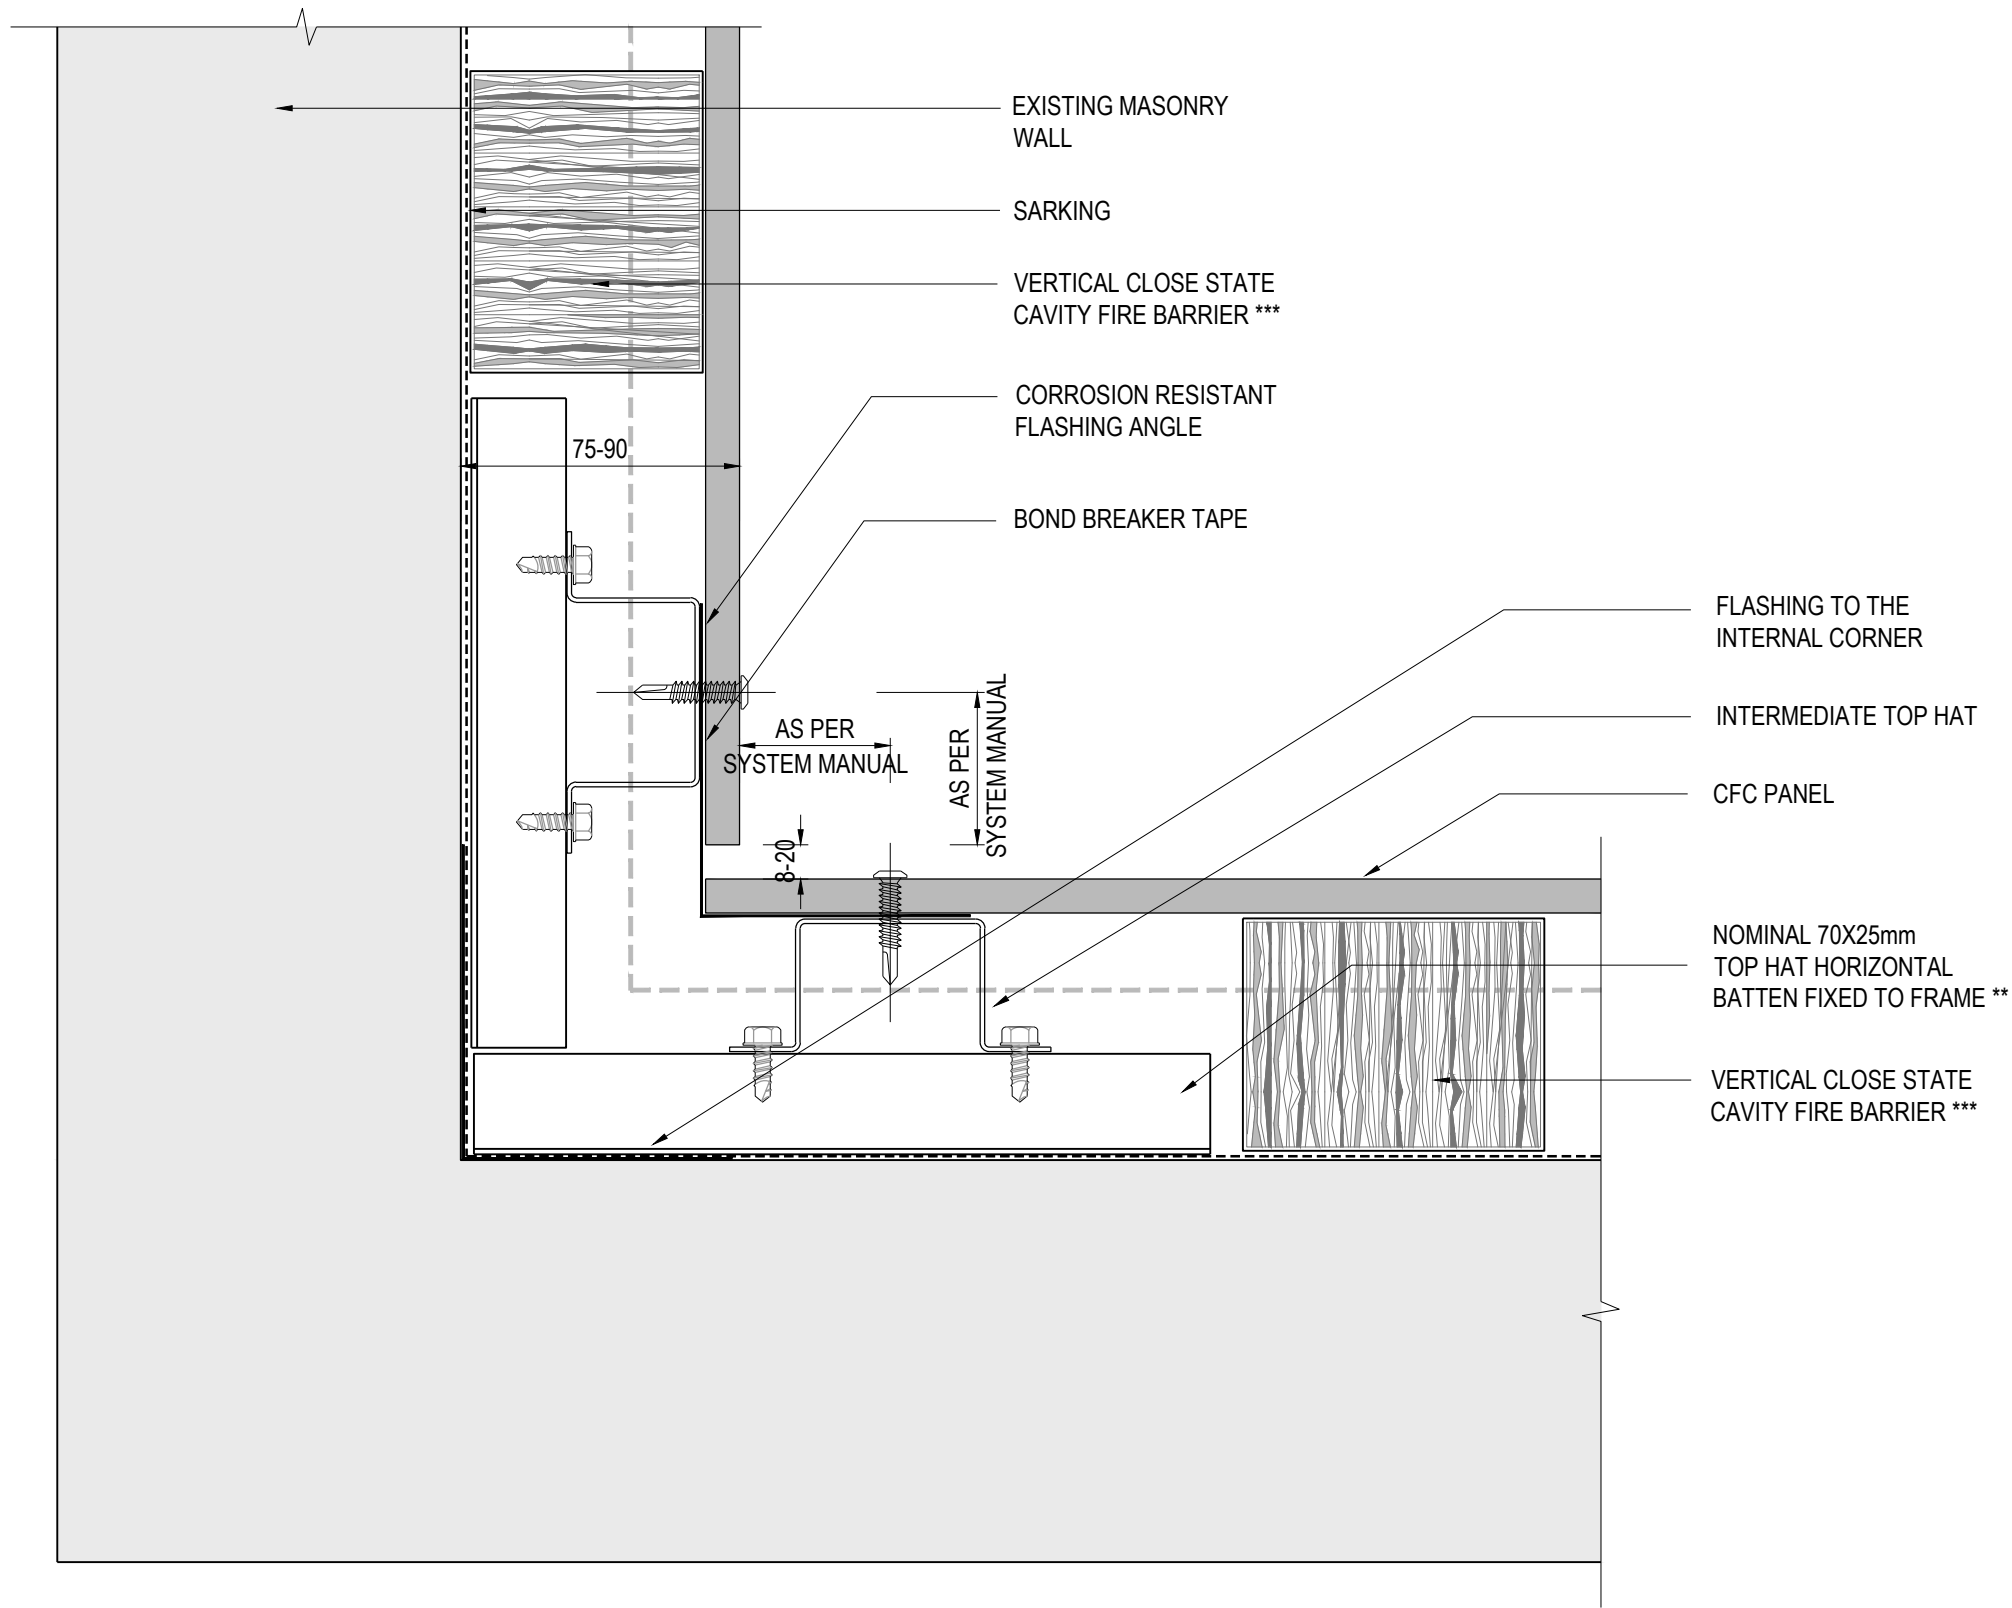 EXISTING MASONRY
WALL
SARKING
VERTICAL CLOSE STATE
CAVITY FIRE BARRIER ***
CORROSION RESISTANT
FLASHING ANGLE
75-90
BOND BREAKER TAPE
FLASHING TO THE
INTERNAL CORNER
AS PER
SYSTEM MANUAL
AS PER
SYSTEM MANUAL
INTERMEDIATE TOP HAT
CFC PANEL
8-20
NOMINAL 70X25mm
TOP HAT HORIZONTAL
BATTEN FIXED TO FRAME **
VERTICAL CLOSE STATE
CAVITY FIRE BARRIER ***